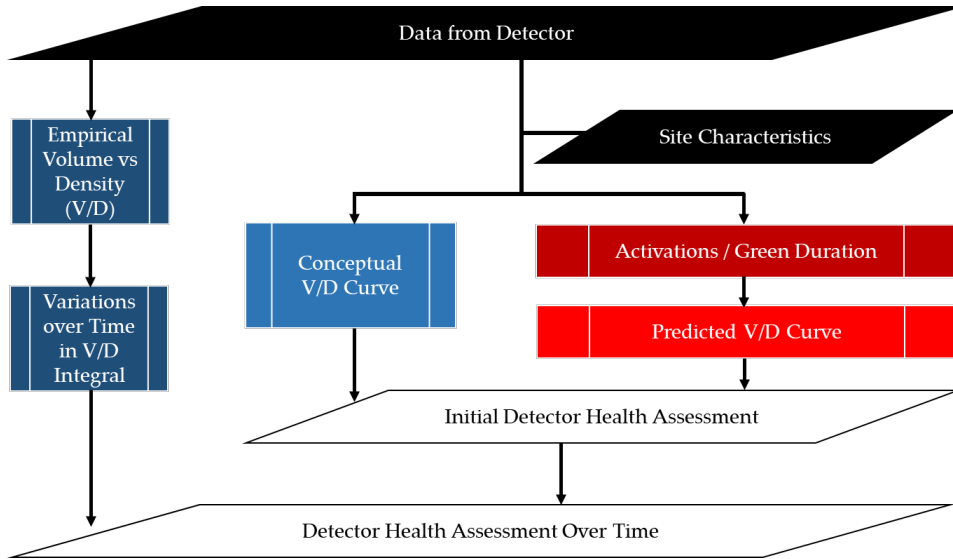 Data from Detector
Empirical
Volume vs
Density
(V/D)
Site Characteristics
Conceptual
V/D Curve
Activations / Green Duration
Variations
over Time
in V/D
Integral
Predicted V/D Curve
Initial Detector Health Assessment
Detector Health Assessment Over Time